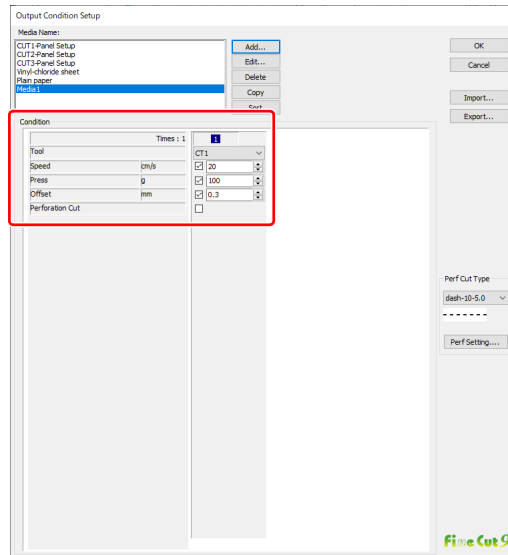 Output Condition Setup
Media Name:
CUT1-Panel Setup
CUT2-Panel Setup
CUT3-Panel Setup
Vinyl-chloride sheet
Plain paper
Media1
Add...
Edit...
Delete
Copy
Sort
OK
Cancel
Import...
Export...
Condition
Times : 1 1
Tool CT1
Speed cm/s 20
Press g 100
Offset mm 0.3
Perforation Cut
Perf Cut Type
dash-10-5.0
Perf Setting....
Fine Cut 9